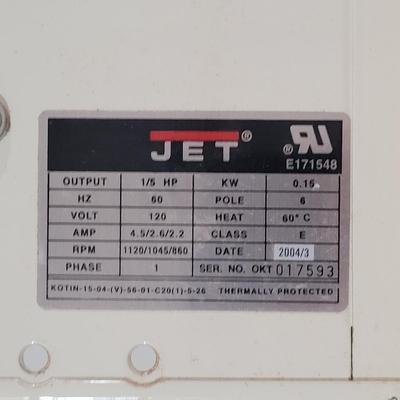 JET®
®
E171548
OUTPUT 1/5 HP KW 0.15
HZ 60 POLE 6
VOLT 120 HEAT 60°C
AMP 4.5/2.6/2.2 CLASS E
RPM 1120/1045/860 DATE 2004/3
PHASE 1 SER. NO. OKT 017593
KOTIN-15-04-(V)-56-01-C20(1)-5-26 THERMALLY PROTECTED